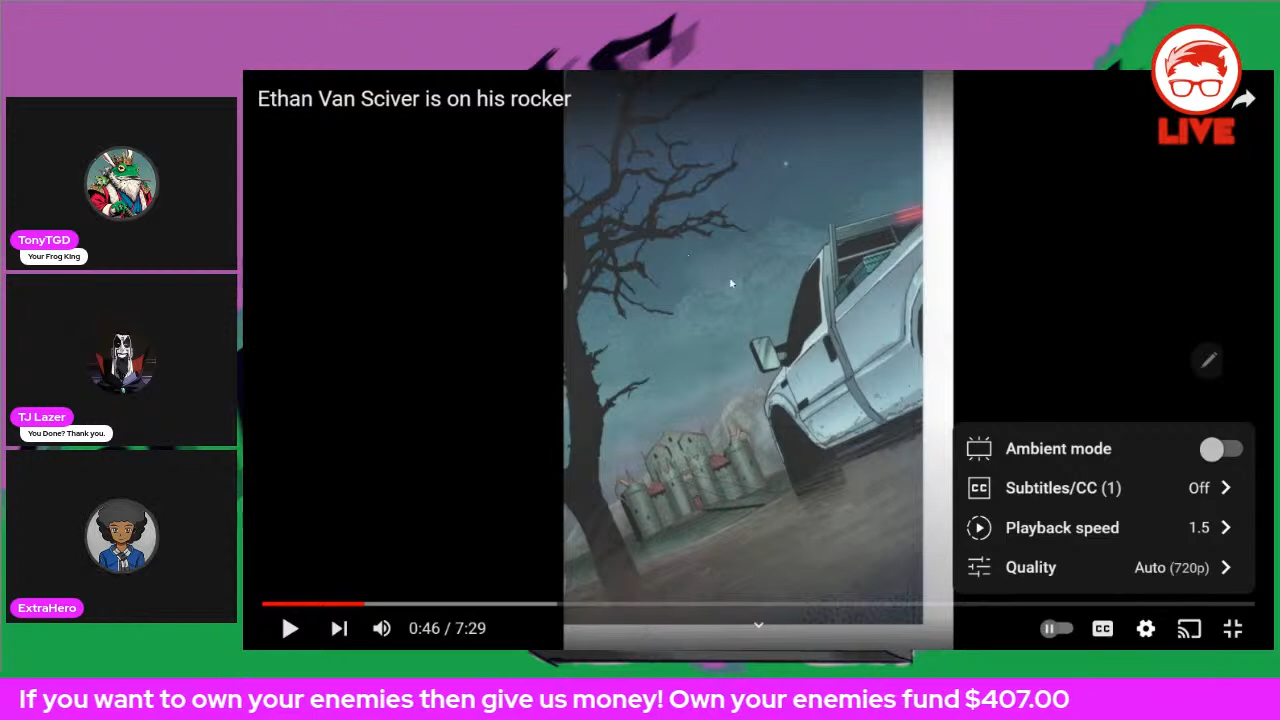 Ethan Van Sciver is on his rocker
LIVE
TonyTGD
Your Frog King
TJ Lazer
You Done? Thank you.
ExtraHero
Ambient mode
CC Subtitles/CC (1) Off
Playback speed 1.5
Quality Auto (720p)
0:46 / 7:29
CC
If you want to own your enemies then give us money! Own your enemies fund $407.00